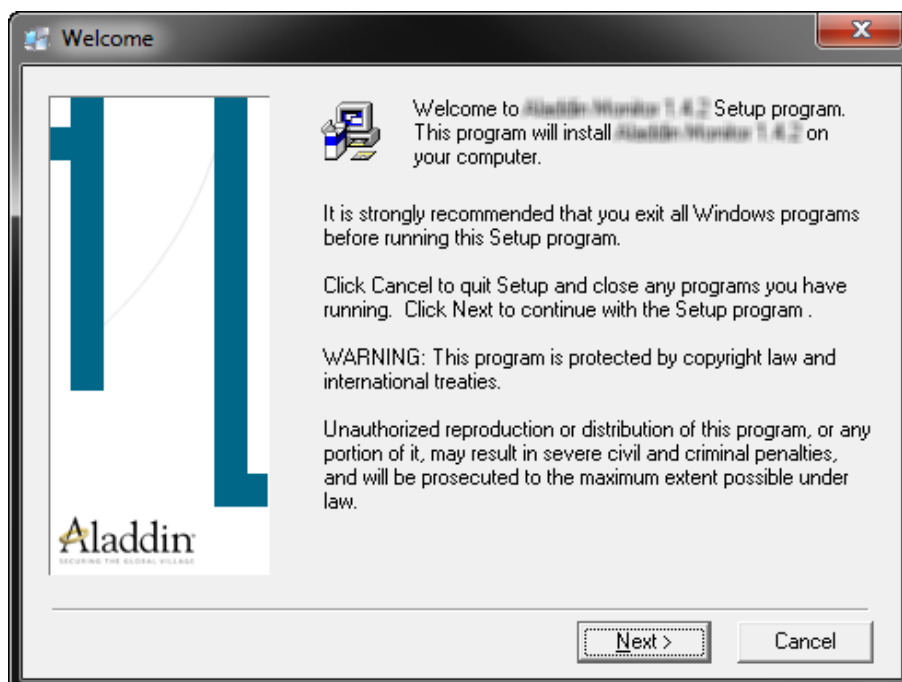 Welcome
Welcome to Setup program.
This program will install on
your computer.
It is strongly recommended that you exit all Windows programs
before running this Setup program.
Click Cancel to quit Setup and close any programs you have
running.  Click Next to continue with the Setup program .
WARNING: This program is protected by copyright law and
international treaties.
Unauthorized reproduction or distribution of this program, or any
portion of it, may result in severe civil and criminal penalties,
and will be prosecuted to the maximum extent possible under
law.
Aladdin
SECURING THE GLOBAL VILLAGE
Next >
Cancel